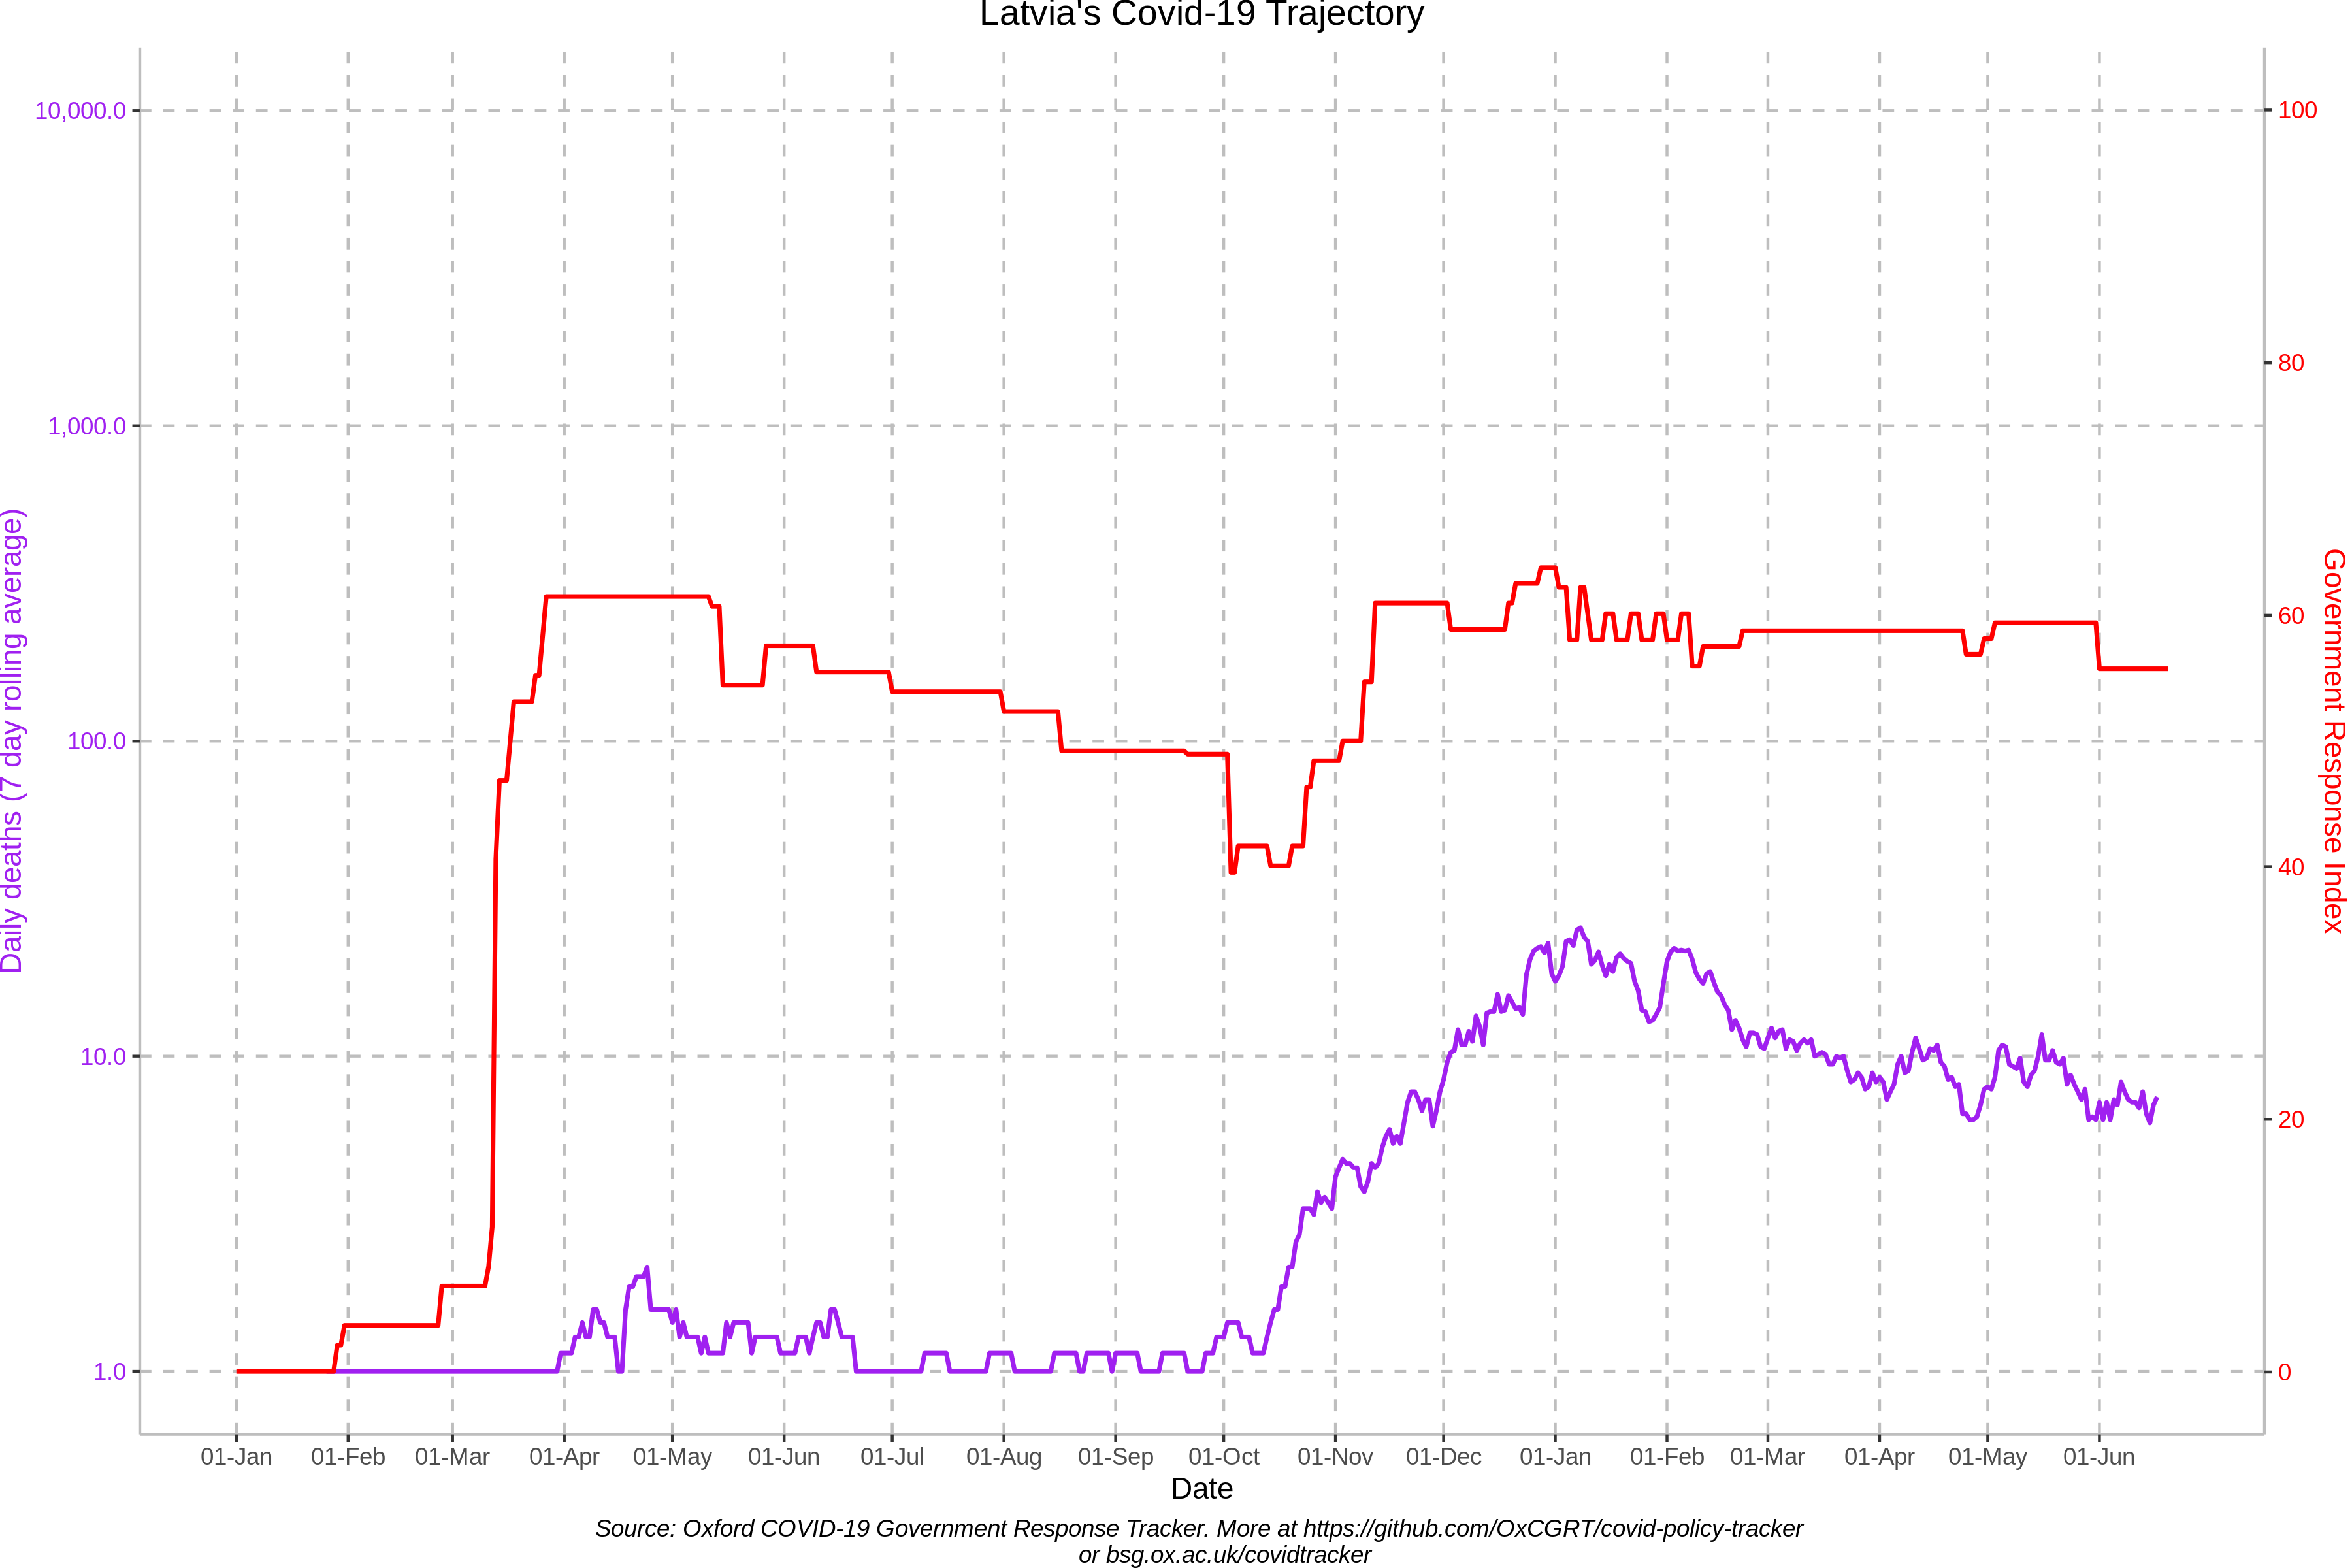 Latvia's Covid-19 Trajectory
10,000.0
1,000.0
100.0
10.0
1.0
Daily deaths (7 day rolling average)
100
80
60
40
20
0
Government Response Index
01-Jan 01-Feb 01-Mar 01-Apr 01-May 01-Jun 01-Jul 01-Aug 01-Sep 01-Oct 01-Nov 01-Dec 01-Jan 01-Feb 01-Mar 01-Apr 01-May 01-Jun
Date
Source: Oxford COVID-19 Government Response Tracker. More at https://github.com/OxCGRT/covid-policy-tracker
or bsg.ox.ac.uk/covidtracker